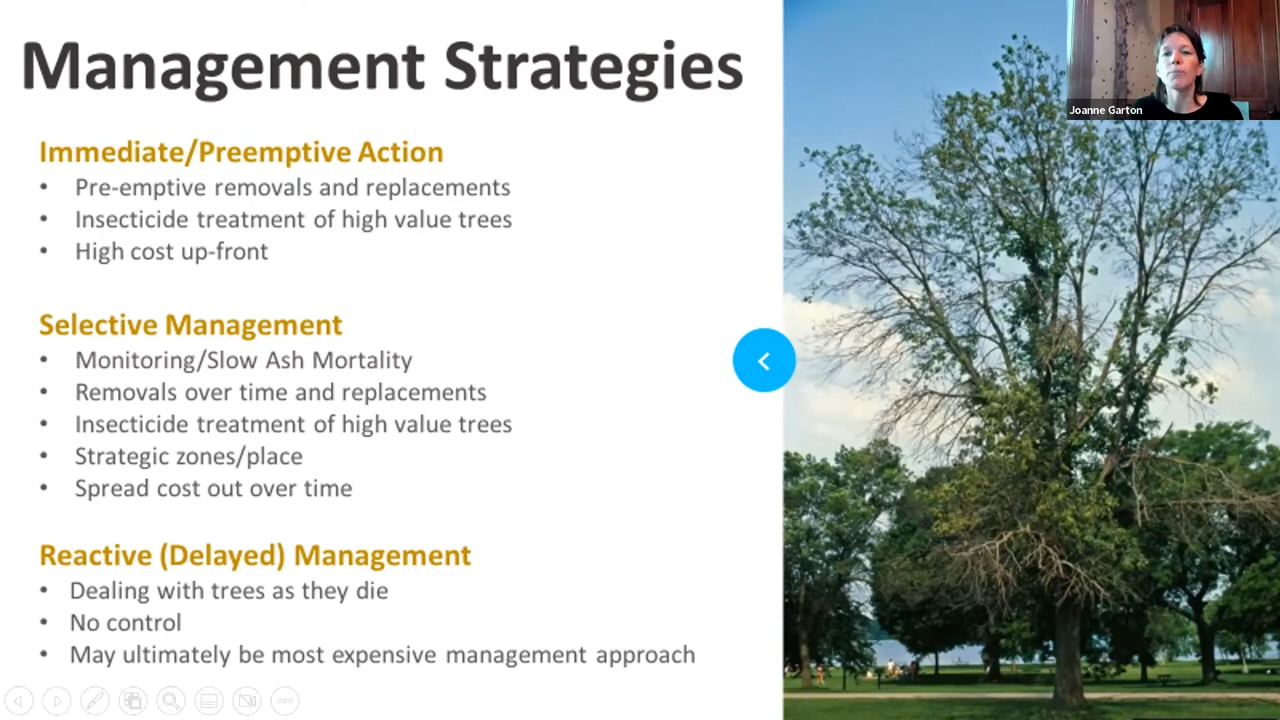 Management Strategies
Joanne Garton
Immediate/Preemptive Action
• Pre-emptive removals and replacements
• Insecticide treatment of high value trees
• High cost up-front
Selective Management
• Monitoring/Slow Ash Mortality
• Removals over time and replacements
• Insecticide treatment of high value trees
• Strategic zones/place
• Spread cost out over time
Reactive (Delayed) Management
• Dealing with trees as they die
• No control
• May ultimately be most expensive management approach